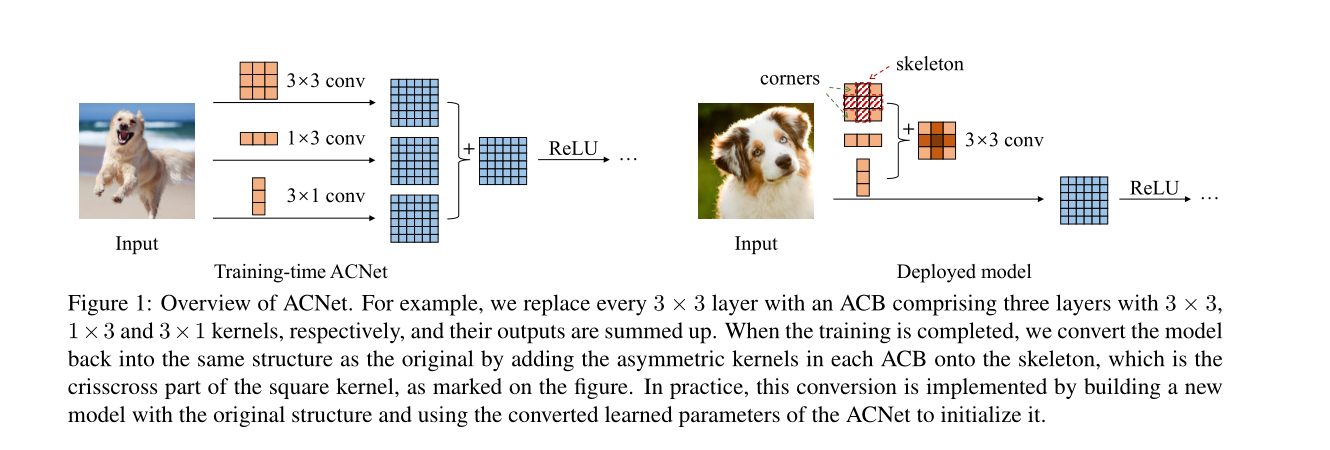 3×3 conv
1×3 conv
3×1 conv
+
ReLU
...
Input
Training-time ACNet
corners
skeleton
+
3×3 conv
ReLU
...
Input
Deployed model
Figure 1: Overview of ACNet. For example, we replace every 3 × 3 layer with an ACB comprising three layers with 3 × 3,
1 × 3 and 3 × 1 kernels, respectively, and their outputs are summed up. When the training is completed, we convert the model
back into the same structure as the original by adding the asymmetric kernels in each ACB onto the skeleton, which is the
crisscross part of the square kernel, as marked on the figure. In practice, this conversion is implemented by building a new
model with the original structure and using the converted learned parameters of the ACNet to initialize it.